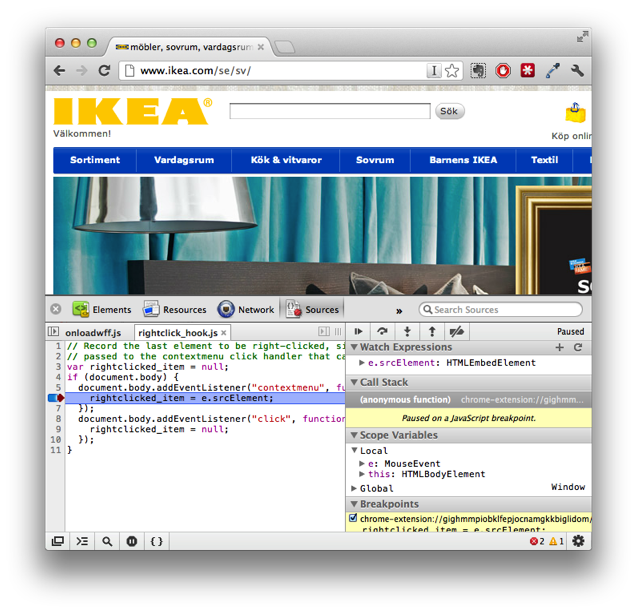 möbler, sovrum, vardagsrum
www.ikea.com/se/sv/
IKEA®
Sök
Välkommen!
Köp onlin
Sortiment
Vardagsrum
Kök & vitvaror
Sovrum
Barnens IKEA
Textil
Elements
Resources
Network
Sources
»
Search Sources
onloadwff.js
rightclick_hook.js
Paused
1 // Record the last element to be right-clicked, si
2 // passed to the contextmenu click handler that ca
3 var rightclicked_item = null;
4 if (document.body) {
5 document.body.addEventListener("contextmenu", fu
rightclicked_item = e.srcElement;
7 });
8 document.body.addEventListener("click", function
9 rightclicked_item = null;
10 });
11 }
Watch Expressions
e.srcElement: HTMLEmbedElement
Call Stack
(anonymous function) chrome-extension://gighmm...
Paused on a JavaScript breakpoint.
Scope Variables
Local
e: MouseEvent
this: HTMLBodyElement
Global Window
Breakpoints
chrome-extension://gighmmpiobklfepjocnamgkkbiglidom/
rightclicked_item = e.srcElement;
{ }
2 1